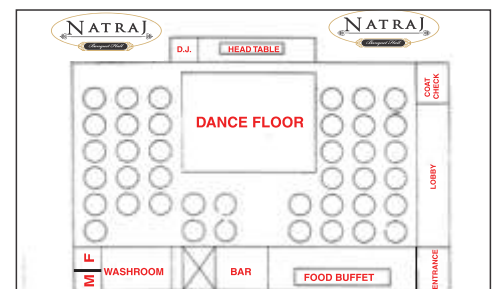 NATRAJ
Banquet Hall
NATRAJ
Banquet Hall
D.J.
HEAD TABLE
COAT
CHECK
DANCE FLOOR
LOBBY
F
M
WASHROOM
BAR
FOOD BUFFET
ENTRANCE